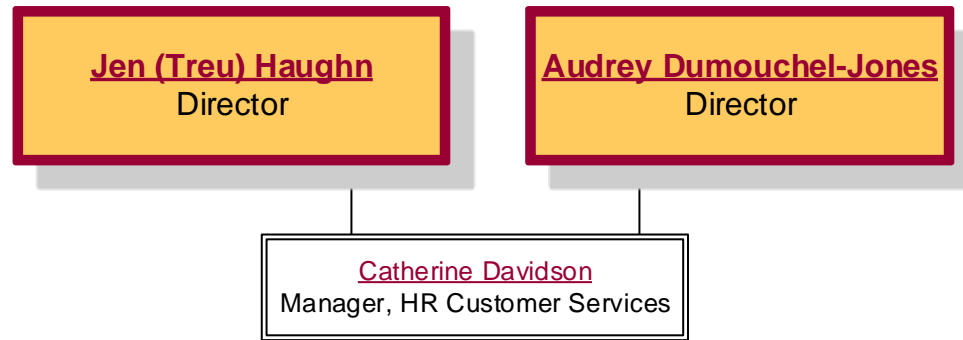 Jen (Treu) Haughn
Director
Audrey Dumouchel-Jones
Director
Catherine Davidson
Manager, HR Customer Services